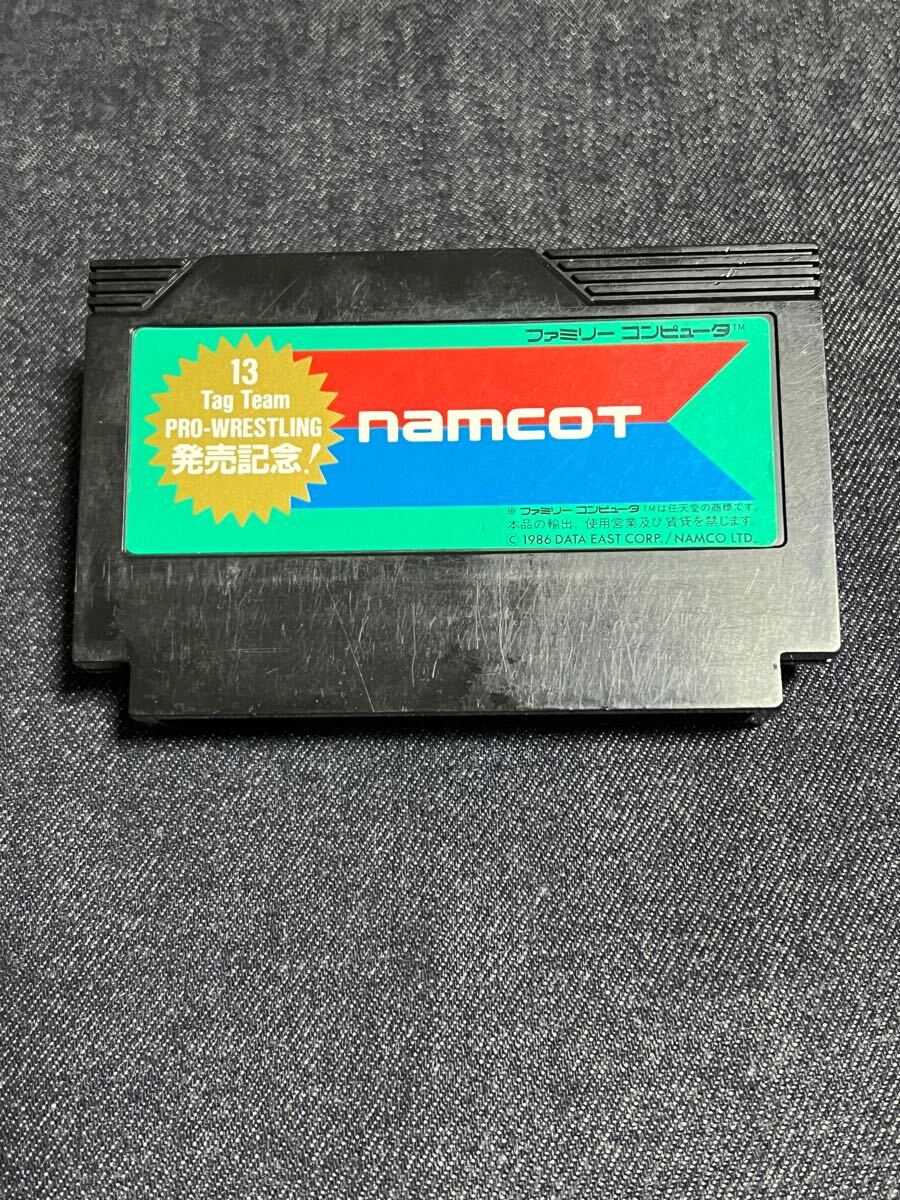 ファミリー コンピュータ™
13
Tag Team
PRO-WRESTLING
発売記念!
namcoT
※ ファミリー コンピュータ™は任天堂の商標です。
本品の輸出、使用営業及び賃貸を禁じます。
© 1986 DATA EAST CORP./NAMCO LTD.